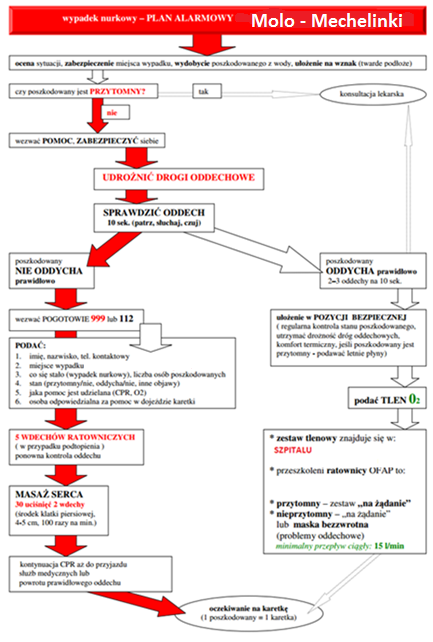 wypadek nurkowy – PLAN ALARMOWY Molo - Mechelinki
ocena sytuacji, zabezpieczenie miejsca wypadku, wydobycie poszkodowanego z wody, ułożenie na wznak (twarde podłoże)
czy poszkodowany jest PRZYTOMNY?
tak
konsultacja lekarska
nie
wezwać POMOC, ZABEZPIECZYĆ siebie
UDROŻNIĆ DROGI ODDECHOWE
SPRAWDZIĆ ODDECH
10 sek. (patrz, słuchaj, czuj)
poszkodowany
NIE ODDYCHA
prawidłowo
poszkodowany
ODDYCHA prawidłowo
2-3 oddechy na 10 sek.
wezwać POGOTOWIE 999 lub 112
PODAĆ:
1. imię, nazwisko, tel. kontaktowy
2. miejsce wypadku
3. co się stało (wypadek nurkowy), liczba osób poszkodowanych
4. stan (przytomny/nie, oddycha/nie, inne objawy)
5. jaka pomoc jest udzielana (CPR, O2)
6. osoba odpowiedzialna za pomoc w dojeździe karetki
ułożenie w POZYCJI BEZPIECZNEJ
( regularna kontrola stanu poszkodowanego,
utrzymać drożność dróg oddechowych,
komfort termiczny, jeśli poszkodowany jest
przytomny - podawać letnie płyny)
podać TLEN O2
5 WDECHÓW RATOWNICZYCH
( w przypadku podtopienia )
ponowna kontrola oddechu
MASAŻ SERCA
30 uciśnięć 2 wdechy
(środek klatki piersiowej,
4-5 cm, 100 razy na min.)
kontynuacja CPR aż do przyjazdu
służb medycznych lub
powrotu prawidłowego oddechu
* zestaw tlenowy znajduje się w:
SZPITALU
* przeszkoleni ratownicy OFAP to:
* przytomny – zestaw „na żądanie”
* nieprzytomny – „na żądanie”
lub maska bezzwrotna
(problemy oddechowe)
minimalny przepływ ciągły: 15 l/min
oczekiwanie na karetkę
(1 poszkodowany = 1 karetka)